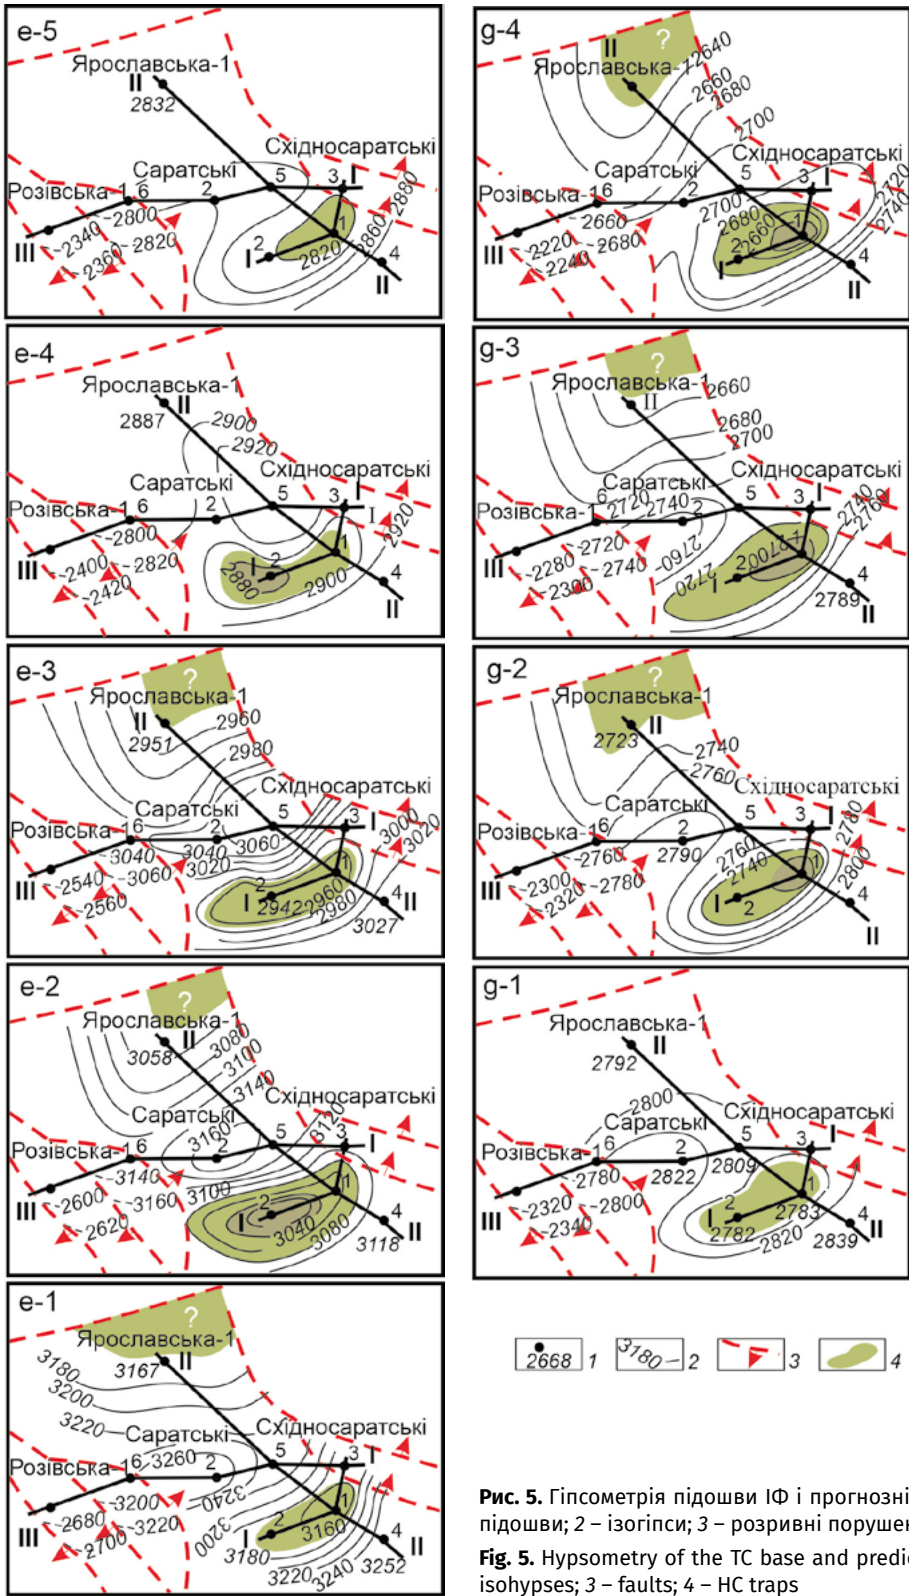 e-5
Ярославська-1
II
2832
Східносаратські
Саратські
5
3
I
Розівська-1
6
2
2880
2800
2340
2820
2360
III
1
2860
2
2820
I
4
II
e-4
Ярославська-1
II
2887
2900
2920
Східносаратські
Саратські
5
3
I
I
Розівська-1
6
2
2920
2800
2400
2820
2420
III
1
I
2
2880
2900
4
II
e-3
Ярославська-1
II
2951
2960
2980
Східносаратські
Саратські
5
3
I
3000
3020
Розівська-1
6
2
3040
3040
3060
3020
2540
3060
2560
III
1
2
I
2942
2960
2980
4
II
3027
e-2
Ярославська-1
II
3058
3080
3100
3140
Східносаратські
3120
Саратські
3160
5
3
I
Розівська-1
6
2
3140
3100
2600
3160
2620
III
1
2
I
3040
3080
4
II
3118
e-1
Ярославська-1
II
3167
3180
3200
3220
Східносаратські
Саратські
5
3
I
Розівська-1
6
3260
2
3240
3200
3200
2680
3220
2700
III
1
2
I
3160
3180
3220
3240
4
II
3252
g-4
II
?
2640
Ярославська-1
2660
2680
2700
Східносаратські
Саратські
5
3
I
2720
2740
Розівська-1
6
2
2660
2700
2680
2220
2680
2240
III
1
2
2660
I
4
II
g-3
?
Ярославська-1
II
2660
2680
2700
Східносаратські
Саратські
5
3
I
2740
2760
Розівська-1
6
2720
2740
2
2720
2760
2280
2740
2300
III
1
2
2700
2720
I
4
2789
II
g-2
?
Ярославська-1
II
2723
2740
2760
Східносаратські
Саратські
5
3
I
2780
2800
Розівська-1
6
2
2760
2790
2760
2740
2300
2780
2320
III
1
2
I
4
II
g-1
Ярославська-1
II
2792
2800
Східносаратські
Саратські
5
3
I
Розівська-1
6
2
2780
2822
2809
2320
2800
2340
III
1
2
I
2782
2783
2820
4
II
2839
2668 1
3180 2
3
4
Рис. 5. Гіпсометрія підошви ІФ і прогнозні
підошви; 2 – ізогіпси; 3 – розривні порушен
Fig. 5. Hypsometry of the TC base and predic
isohypses; 3 – faults; 4 – HC traps